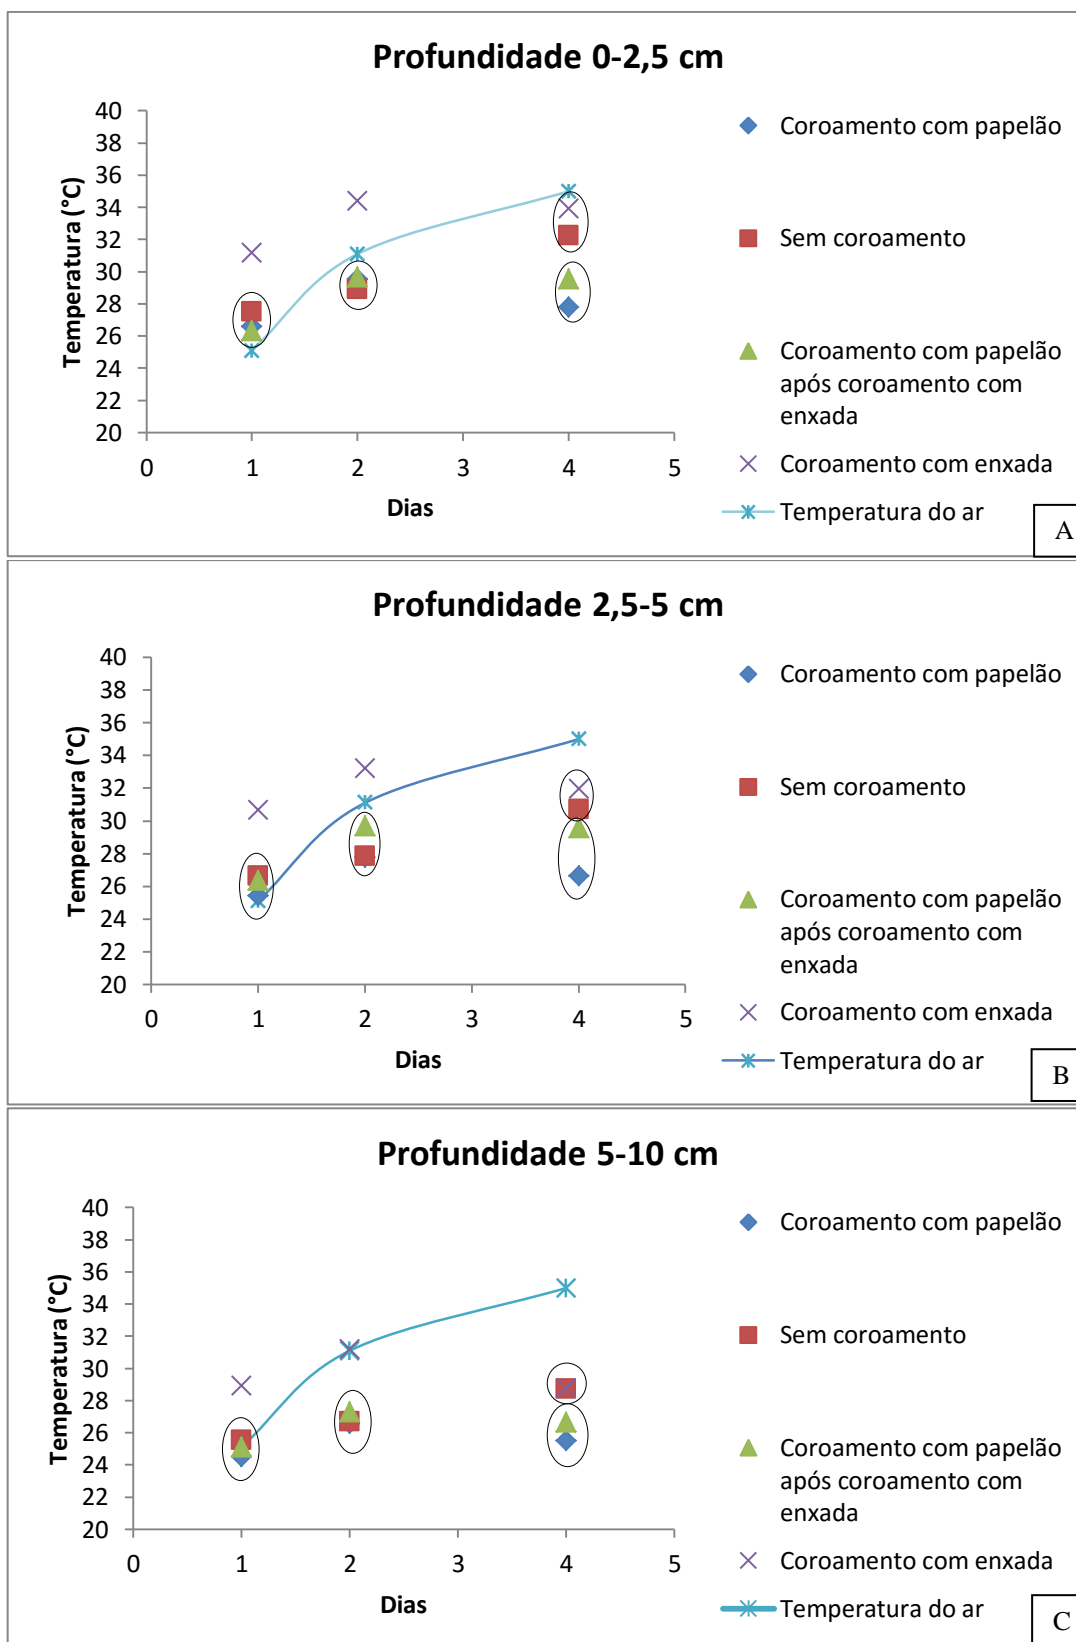 Profundidade 0-2,5 cm
40
38
36
34
32
30
28
26
24
22
20
Temperatura (°C)
0
1
2
3
4
5
Dias
Coroamento com papelão
Sem coroamento
Coroamento com papelão
após coroamento com
enxada
Coroamento com enxada
Temperatura do ar
A
Profundidade 2,5-5 cm
40
38
36
34
32
30
28
26
24
22
20
Temperatura (°C)
0
1
2
3
4
5
Dias
Coroamento com papelão
Sem coroamento
Coroamento com papelão
após coroamento com
enxada
Coroamento com enxada
Temperatura do ar
B
Profundidade 5-10 cm
40
38
36
34
32
30
28
26
24
22
20
Temperatura (°C)
0
1
2
3
4
5
Dias
Coroamento com papelão
Sem coroamento
Coroamento com papelão
após coroamento com
enxada
Coroamento com enxada
Temperatura do ar
C